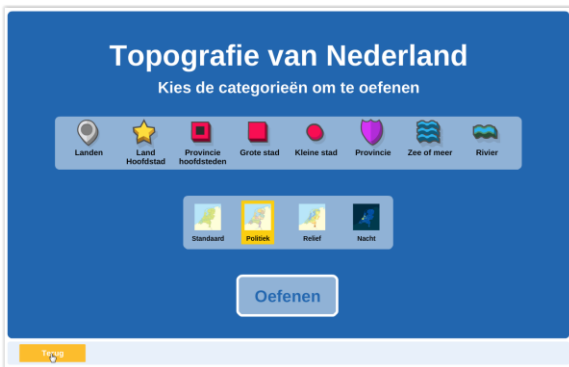 Topografie van Nederland
Kies de categorieën om te oefenen
Landen
Land
Hoofdstad
Provincie
hoofdsteden
Grote stad
Kleine stad
Provincie
Zee of meer
Rivier
Standaard
Politiek
Relief
Nacht
Oefenen
Terug